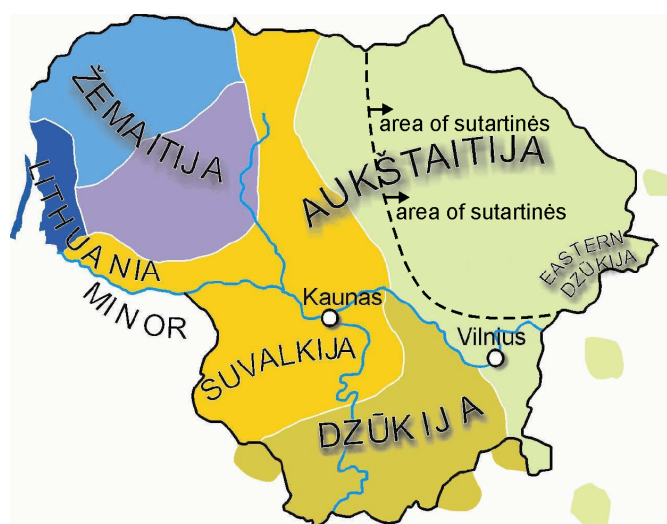 ŽEMAITIJA
area of sutartinės
AUKŠTAITIJA
area of sutartinės
LITHUANIA
MINOR
EASTERN
DZŪKIJA
Kaunas
Vilnius
SUVALKIJA
DZŪKIJA